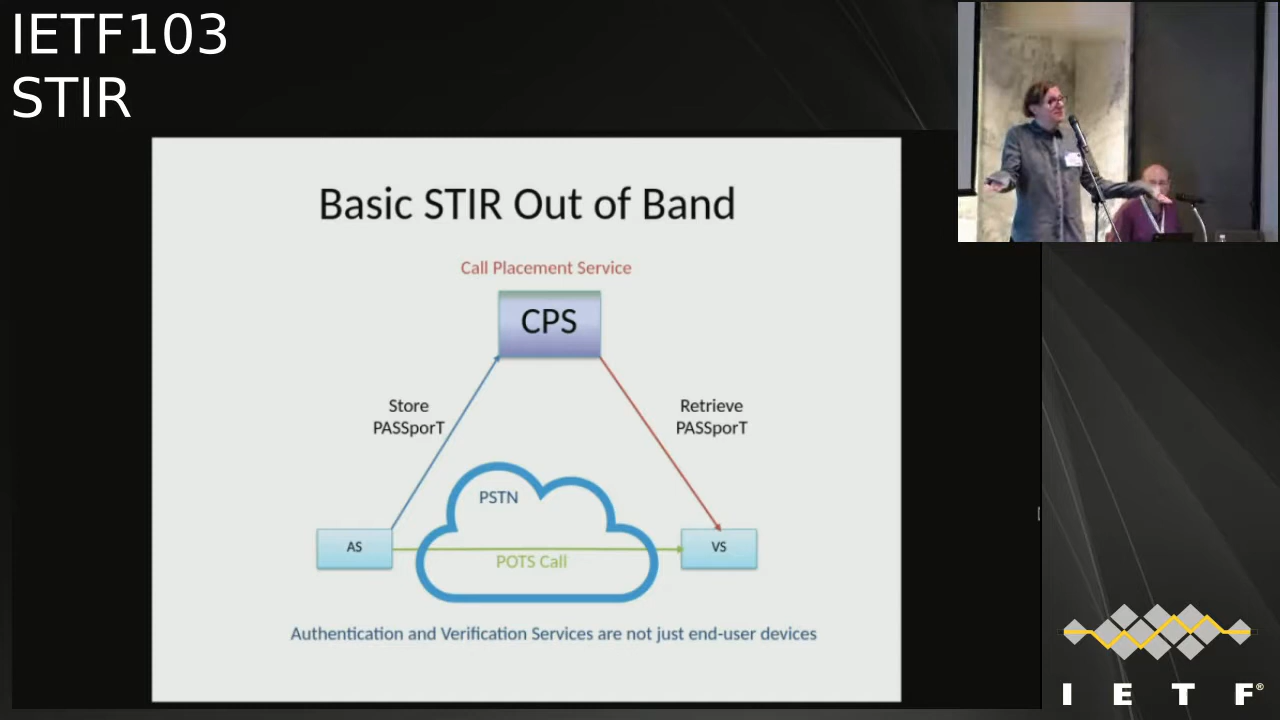 IETF103
STIR
Basic STIR Out of Band
Call Placement Service
CPS
Store
PASSporT
Retrieve
PASSporT
PSTN
AS
VS
POTS Call
Authentication and Verification Services are not just end-user devices
I E T F®